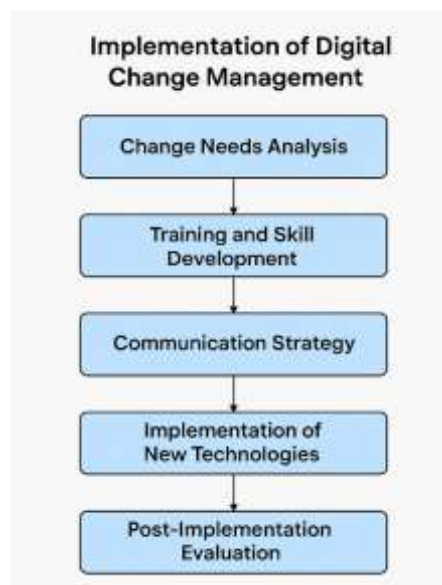 Implementation of Digital
Change Management
Change Needs Analysis
Training and Skill
Development
Communication Strategy
Implementation of
New Technologies
Post-Implementation
Evaluation